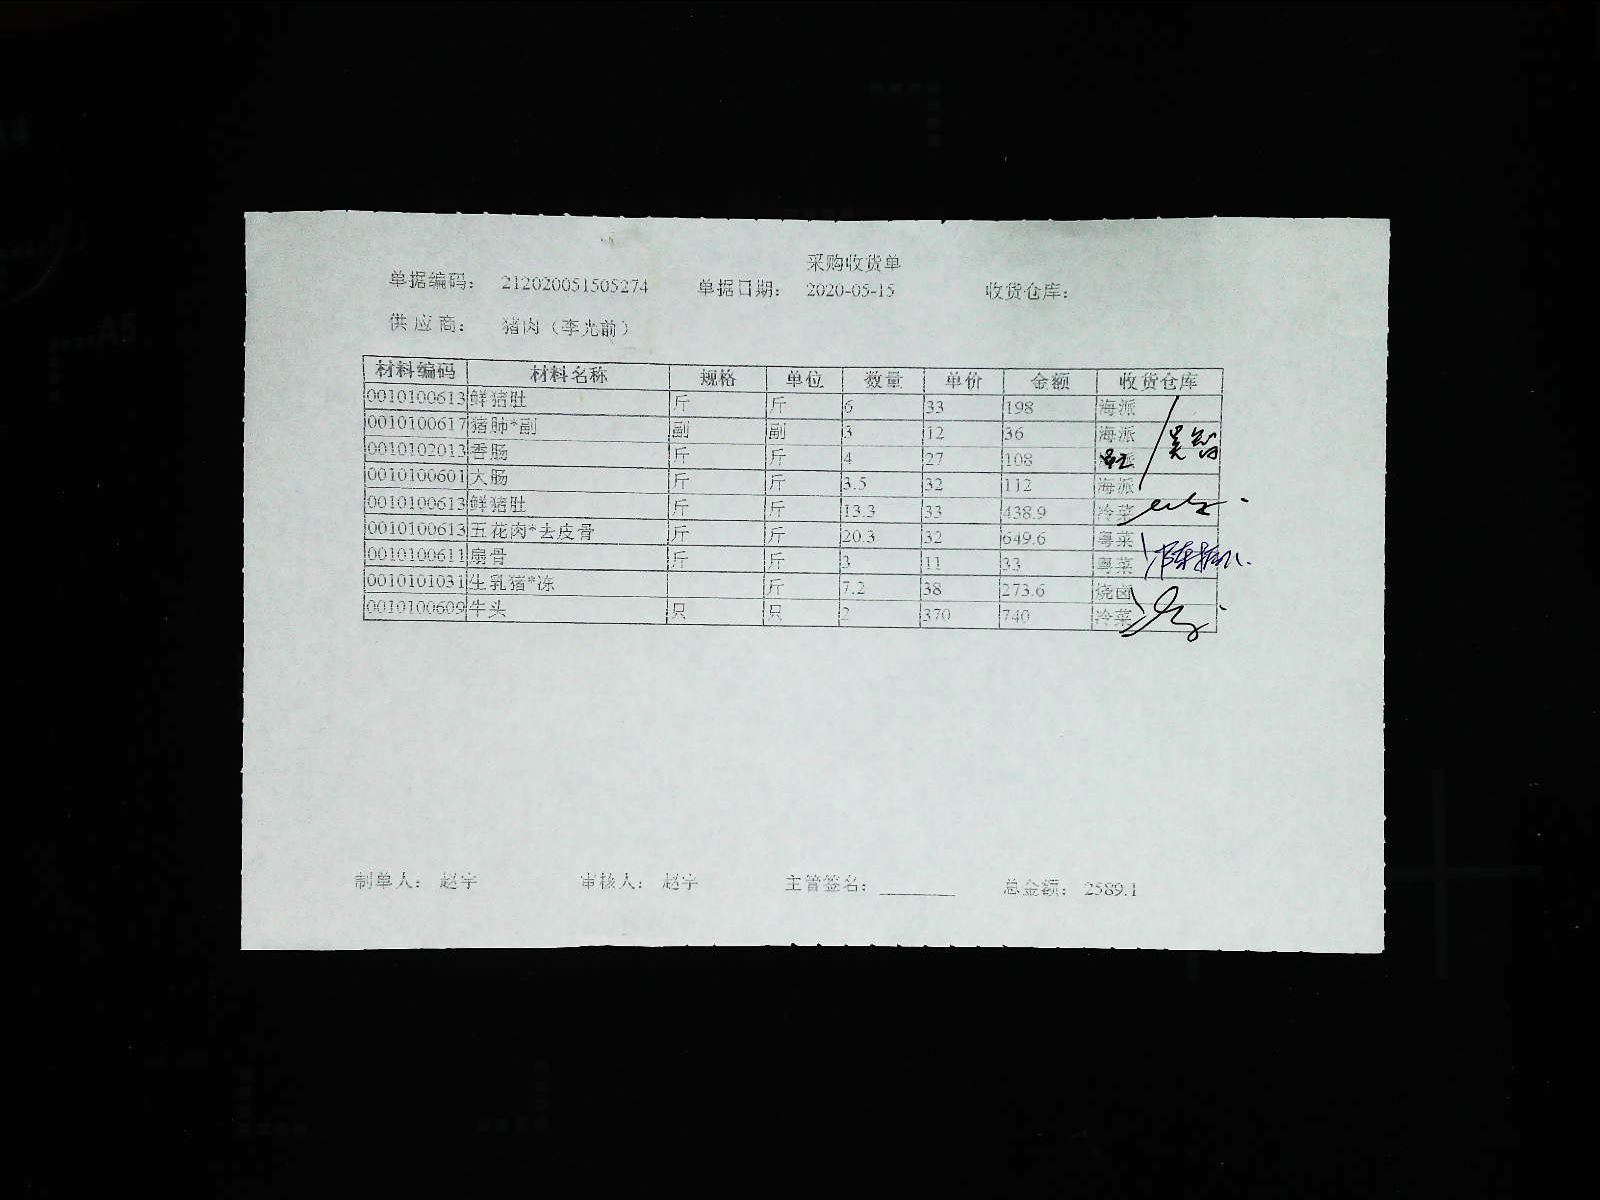 采购收货单
单据编码： 212020051505274 单据日期： 2020-05-15 收货仓库：
供应商： 猪肉（李光前）
材料编码 材料名称 规格 单位 数量 单价 金额 收货仓库
0010100613 鲜猪肚 斤 斤 6 33 198 海派
0010100617 猪肺*副 副 副 3 12 36 海派
0010102013 香肠 斤 斤 4 27 108
0010100601 大肠 斤 斤 3.5 32 112 海派
0010100613 鲜猪肚 斤 斤 13.3 33 438.9 冷菜
0010100613 五花肉*去皮骨 斤 斤 20.3 32 649.6 粤菜
0010100611 扇骨 斤 斤 3 11 33 粤菜
0010101031 生乳猪*冻 斤 7.2 38 273.6 烧卤
0010100609 牛头 只 只 2 370 740 冷菜
制单人： 赵宇 审核人： 赵宇 主管签名： 总金额： 2589.1